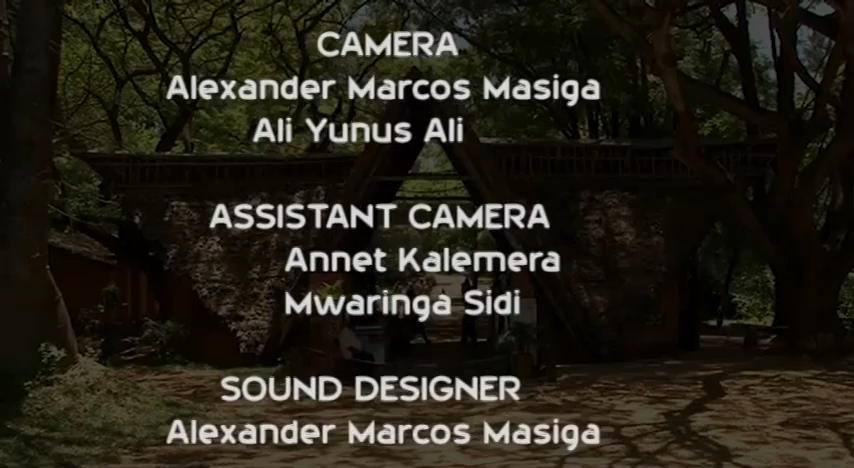 CAMERA
Alexander Marcos Masiga
Ali Yunus Ali
ASSISTANT CAMERA
Annet Kalemera
Mwaringa Sidi
SOUND DESIGNER
Alexander Marcos Masiga